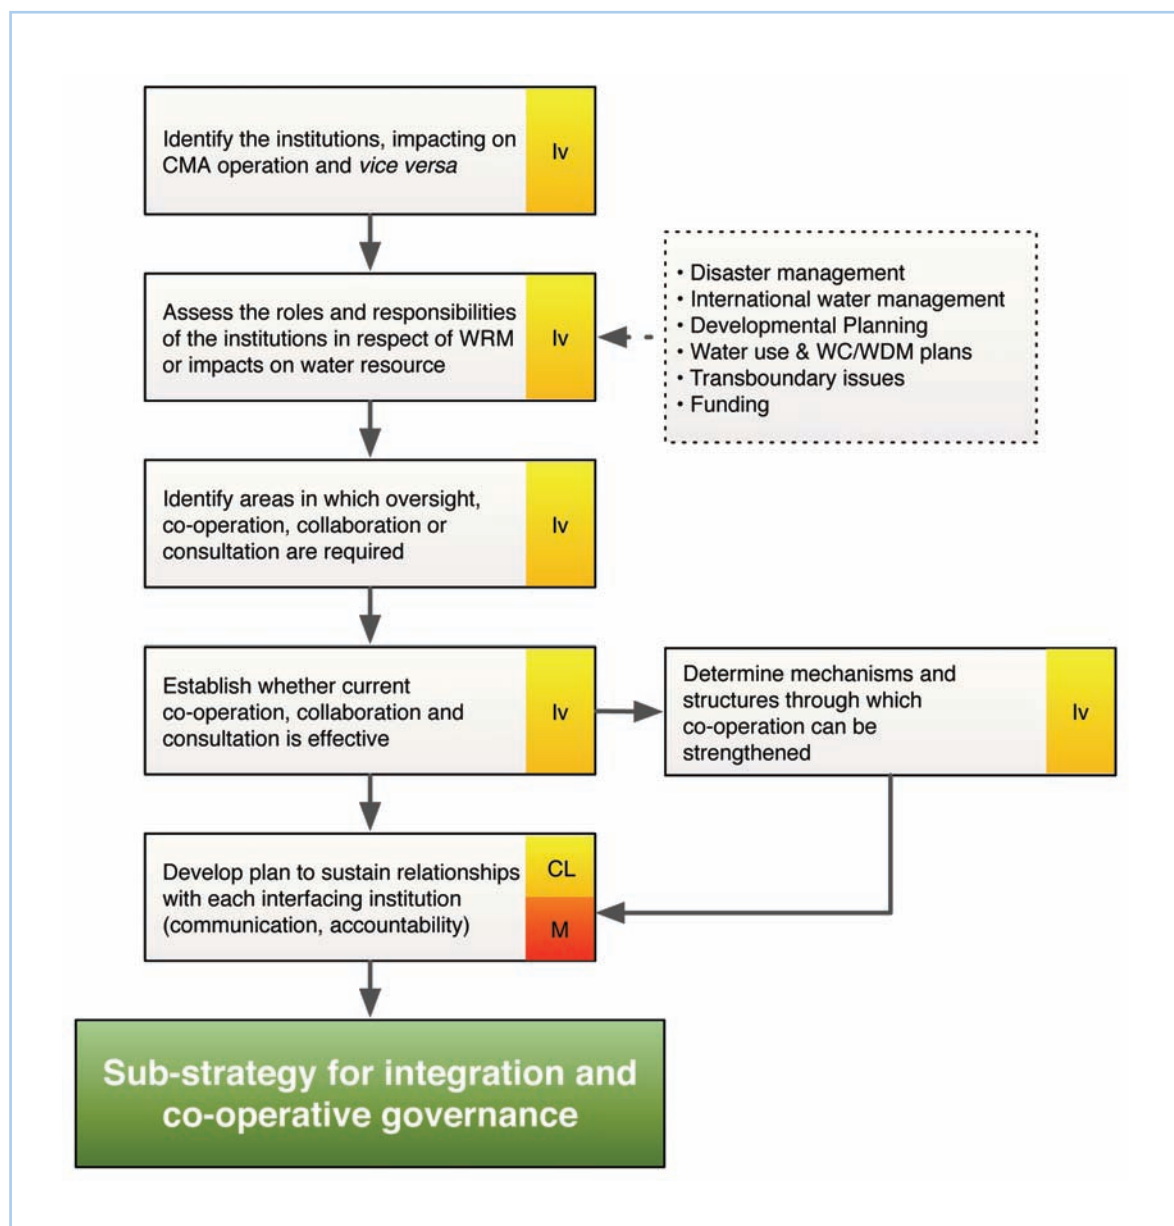 Identify the institutions, impacting on
CMA operation and vice versa
Iv
Assess the roles and responsibilities
of the institutions in respect of WRM
or impacts on water resource
Iv
• Disaster management
• International water management
• Developmental Planning
• Water use & WC/WDM plans
• Transboundary issues
• Funding
Identify areas in which oversight,
co-operation, collaboration or
consultation are required
Iv
Establish whether current
co-operation, collaboration and
consultation is effective
Iv
Determine mechanisms and
structures through which
co-operation can be
strengthened
Iv
Develop plan to sustain relationships
with each interfacing institution
(communication, accountability)
CL
M
Sub-strategy for integration and
co-operative governance